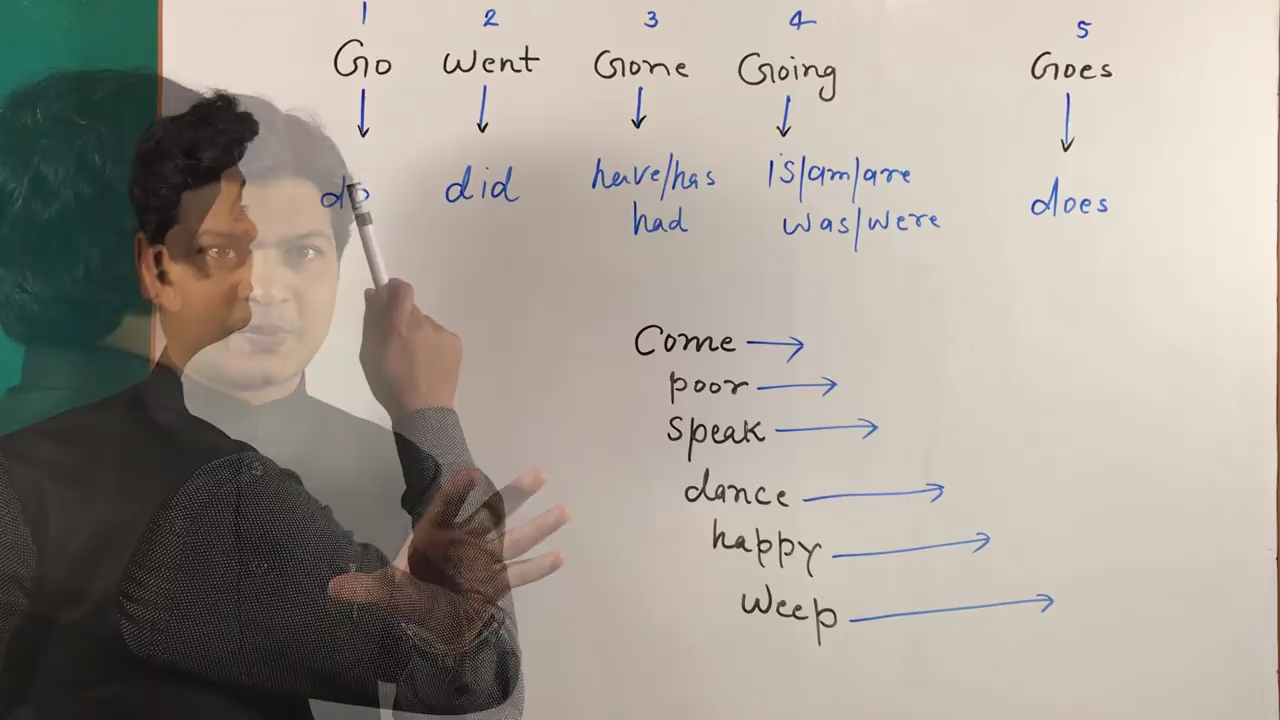 1 2 3 4 5
Go went Gone Going Goes
do did have/has is/am/are does
had was/were
Come
poor
speak
dance
happy
weep